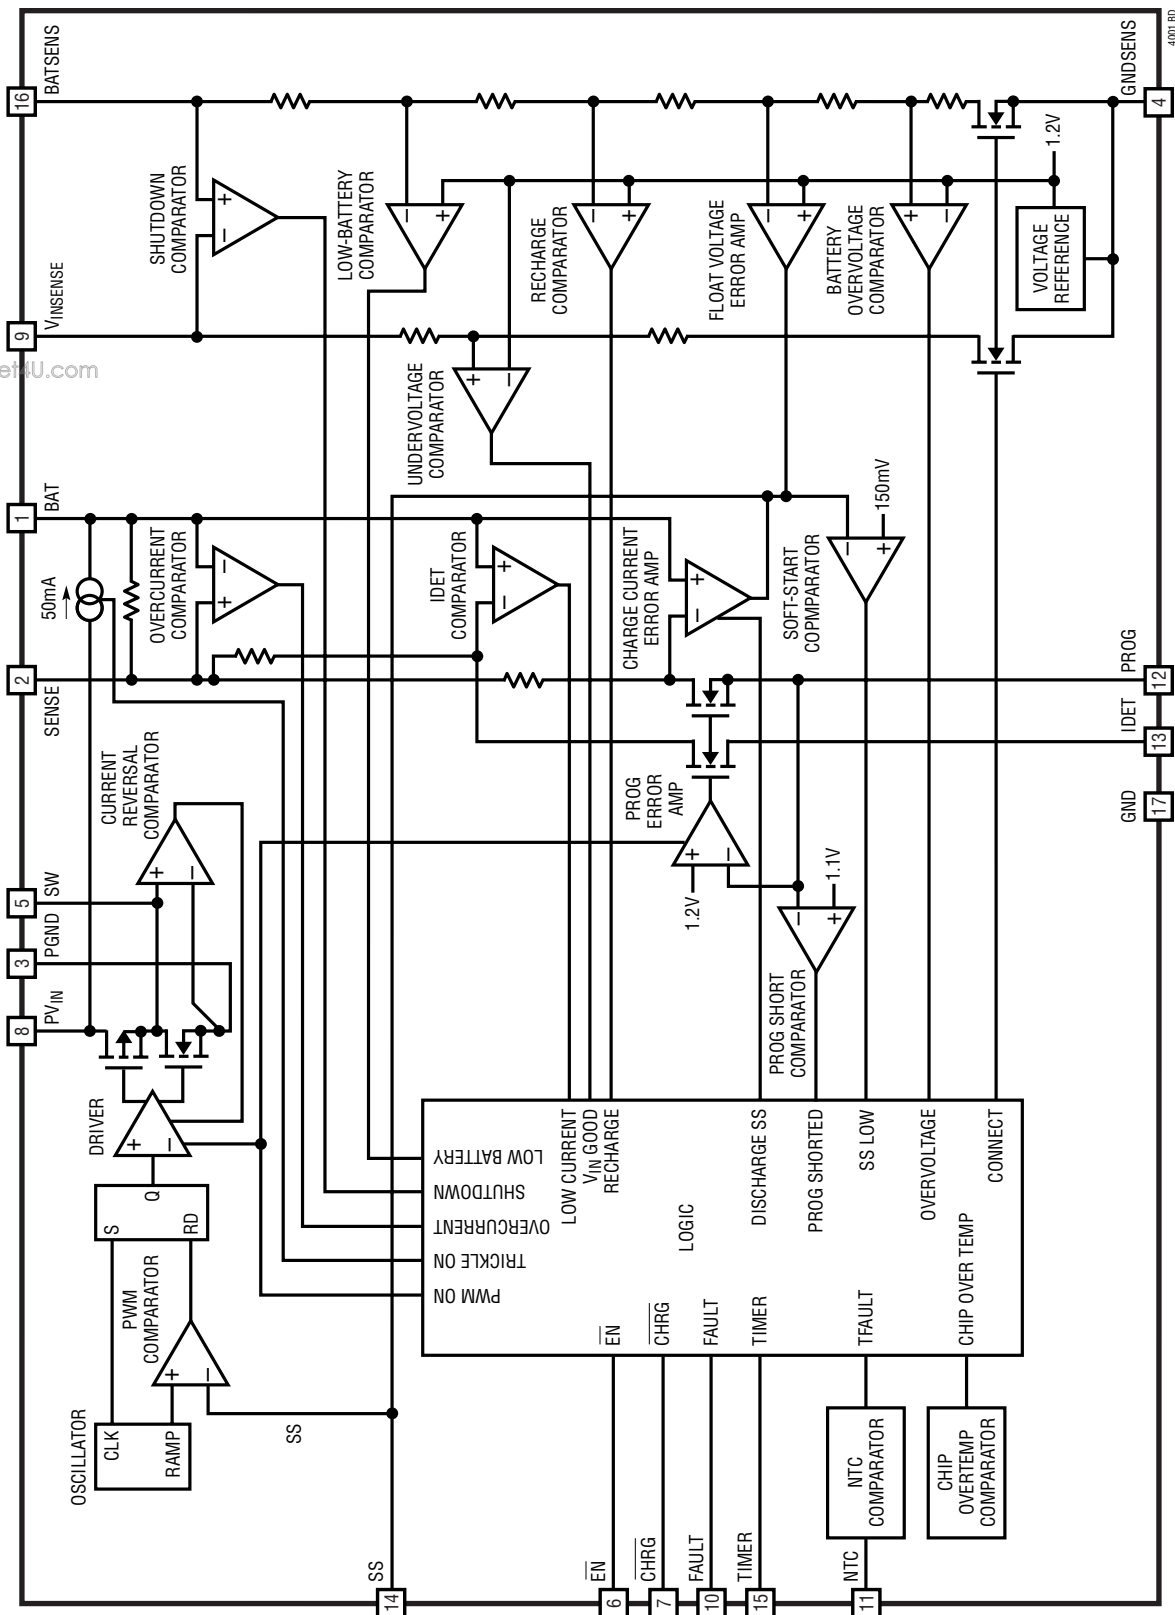 16
BATSENS
9
VINSENSE
1
BAT
2
SENSE
5
SW
3
PGND
8
PVIN
50mA
SHUTDOWN
COMPARATOR
+
–
LOW-BATTERY
COMPARATOR
–
+
RECHARGE
COMPARATOR
–
+
FLOAT VOLTAGE
ERROR AMP
–
+
BATTERY
OVERVOLTAGE
COMPARATOR
+
–
1.2V
VOLTAGE
REFERENCE
GNDSENS
4
4001 BD
et4U.com
UNDERVOLTAGE
COMPARATOR
+
–
OVERCURRENT
COMPARATOR
–
+
IDET
COMPARATOR
+
–
CHARGE CURRENT
ERROR AMP
+
–
SOFT-START
COPMPARATOR
–
+
150mV
PROG
12
IDET
13
GND
17
CURRENT
REVERSAL
COMPARATOR
+
–
PROG
ERROR
AMP
+
–
1.2V
1.1V
–
+
PROG SHORT
COMPARATOR
DRIVER
+
–
S
Q
RD
PWM
COMPARATOR
+
–
OSCILLATOR
CLK
RAMP
SS
LOW BATTERY
SHUTDOWN
OVERCURRENT
TRICKLE ON
PWM ON
LOW CURRENT
VIN GOOD
RECHARGE
DISCHARGE SS
PROG SHORTED
SS LOW
OVERVOLTAGE
CONNECT
LOGIC
EN
CHRG
FAULT
TIMER
TFAULT
CHIP OVER TEMP
NTC
COMPARATOR
CHIP
OVERTEMP
COMPARATOR
SS
14
EN
6
CHRG
7
FAULT
10
TIMER
15
NTC
11